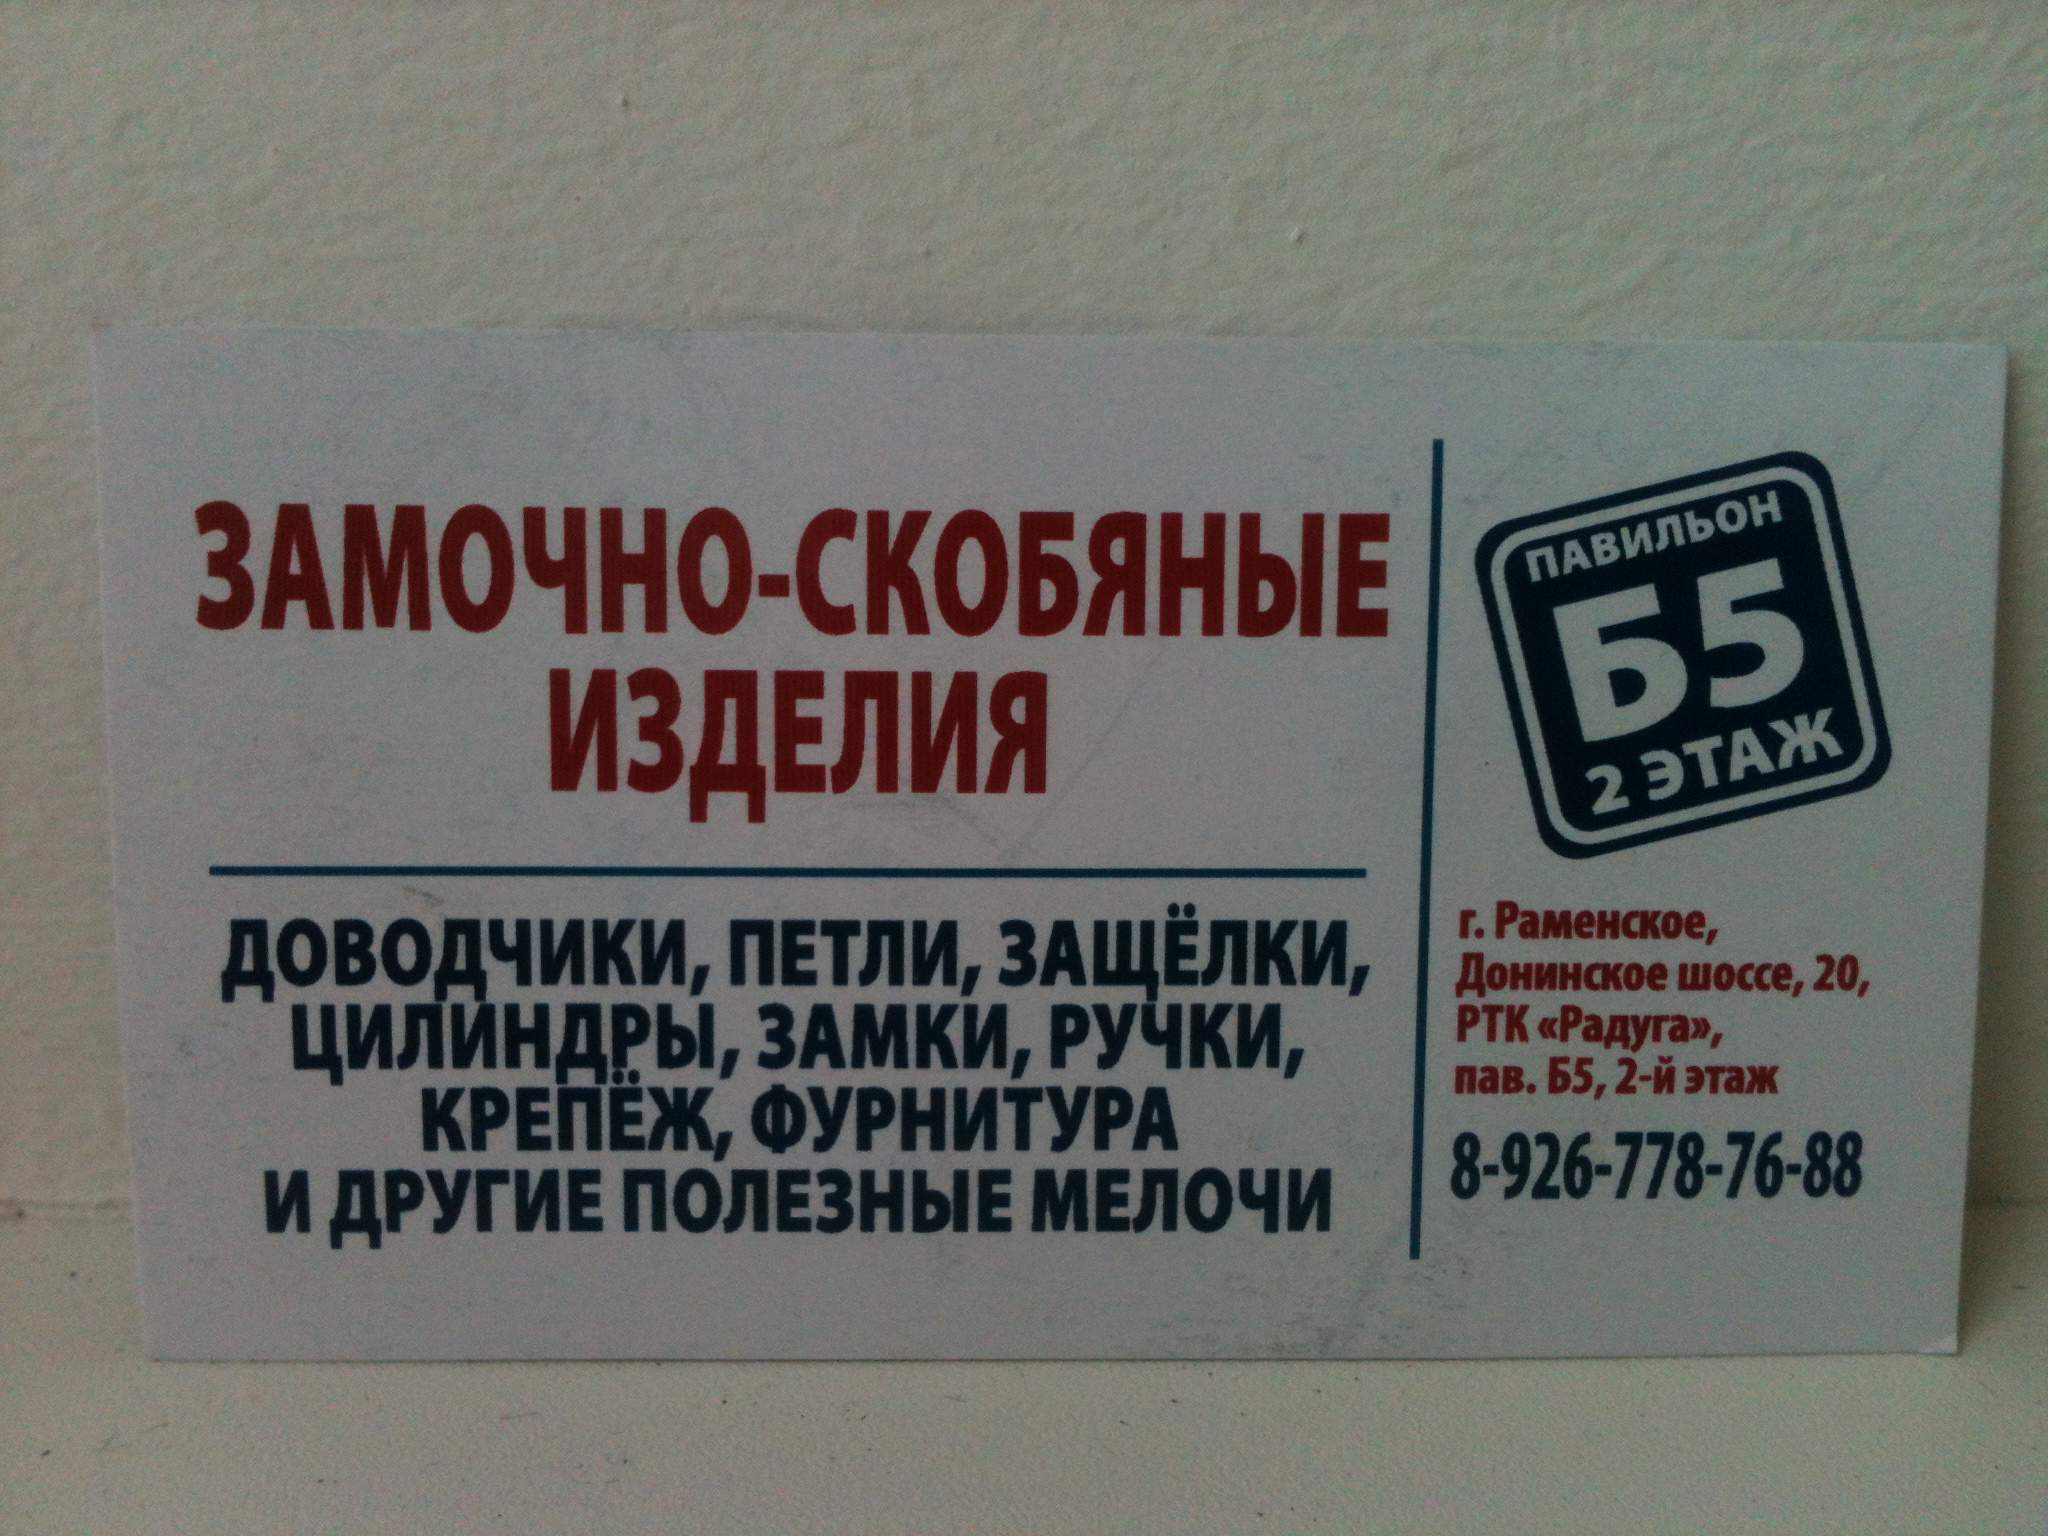 ЗАМОЧНО-СКОБЯНЫЕ
ИЗДЕЛИЯ
ДОВОДЧИКИ, ПЕТЛИ, ЗАЩЁЛКИ,
ЦИЛИНДРЫ, ЗАМКИ, РУЧКИ,
КРЕПЁЖ, ФУРНИТУРА
И ДРУГИЕ ПОЛЕЗНЫЕ МЕЛОЧИ
ПАВИЛЬОН
Б5
2 ЭТАЖ
г. Раменское,
Донинское шоссе, 20,
РТК «Радуга»,
пав. Б5, 2-й этаж
8-926-778-76-88